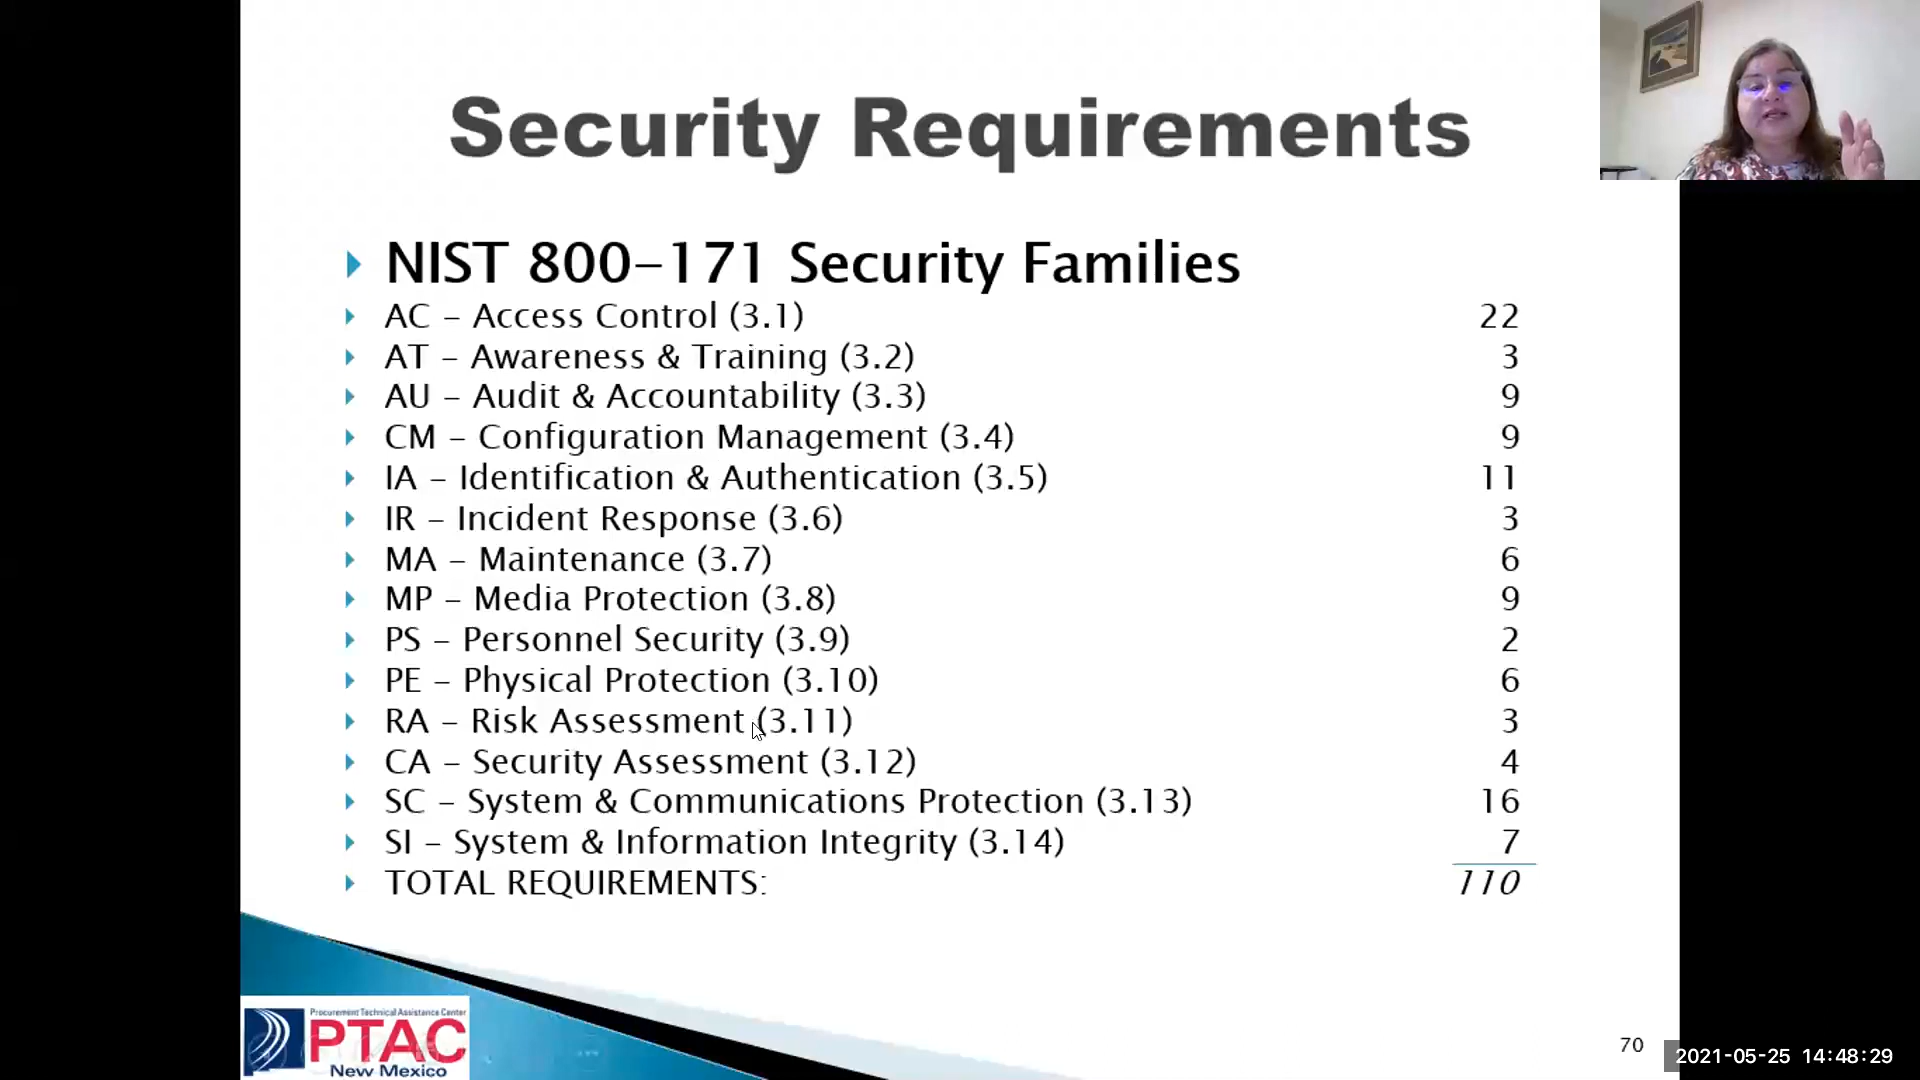 Security Requirements
NIST 800-171 Security Families
AC - Access Control (3.1) 22
AT - Awareness & Training (3.2) 3
AU - Audit & Accountability (3.3) 9
CM - Configuration Management (3.4) 9
IA - Identification & Authentication (3.5) 11
IR - Incident Response (3.6) 3
MA - Maintenance (3.7) 6
MP - Media Protection (3.8) 9
PS - Personnel Security (3.9) 2
PE - Physical Protection (3.10) 6
RA - Risk Assessment (3.11) 3
CA - Security Assessment (3.12) 4
SC - System & Communications Protection (3.13) 16
SI - System & Information Integrity (3.14) 7
TOTAL REQUIREMENTS: 110
Procurement Technical Assistance Center
PTAC
New Mexico
70
2021-05-25 14:48:29